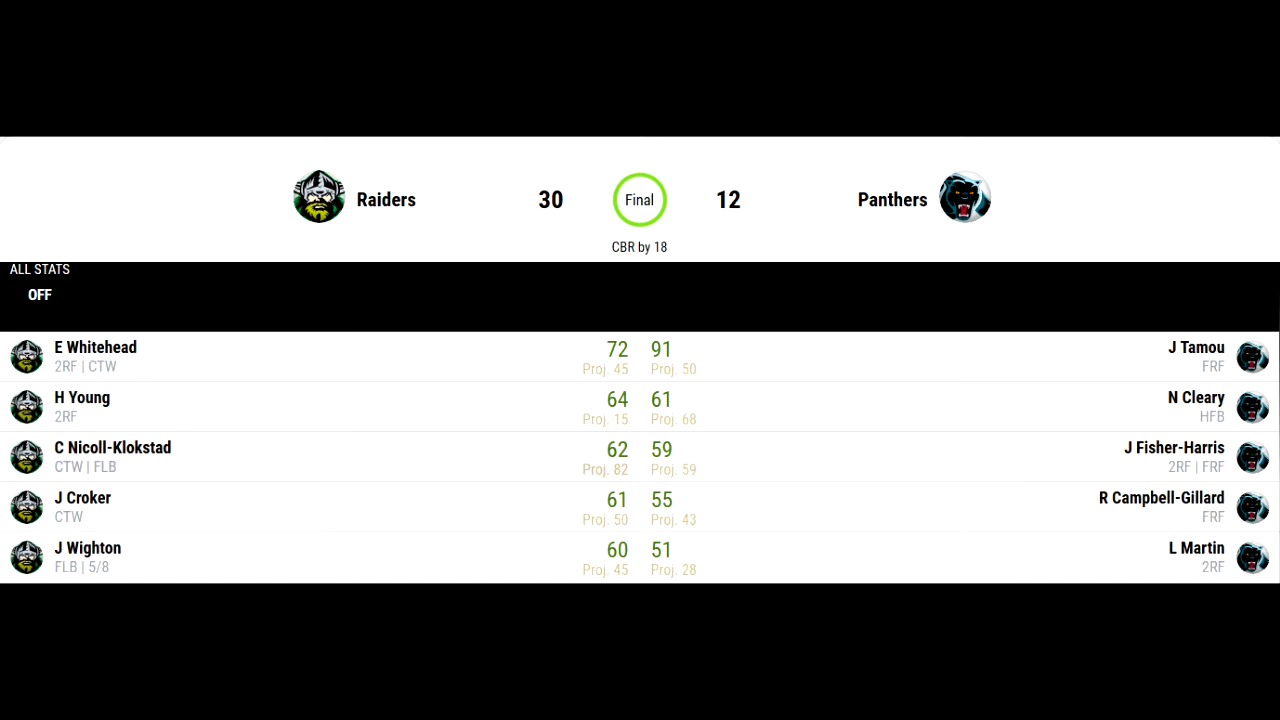 Raiders 30 Final 12 Panthers
CBR by 18
ALL STATS
OFF
E Whitehead 72 91 J Tamou
2RF | CTW Proj. 45 Proj. 50 FRF
H Young 64 61 N Cleary
2RF Proj. 15 Proj. 68 HFB
C Nicoll-Klokstad 62 59 J Fisher-Harris
CTW | FLB Proj. 82 Proj. 59 2RF | FRF
J Croker 61 55 R Campbell-Gillard
CTW Proj. 50 Proj. 43 FRF
J Wighton 60 51 L Martin
FLB | 5/8 Proj. 45 Proj. 28 2RF